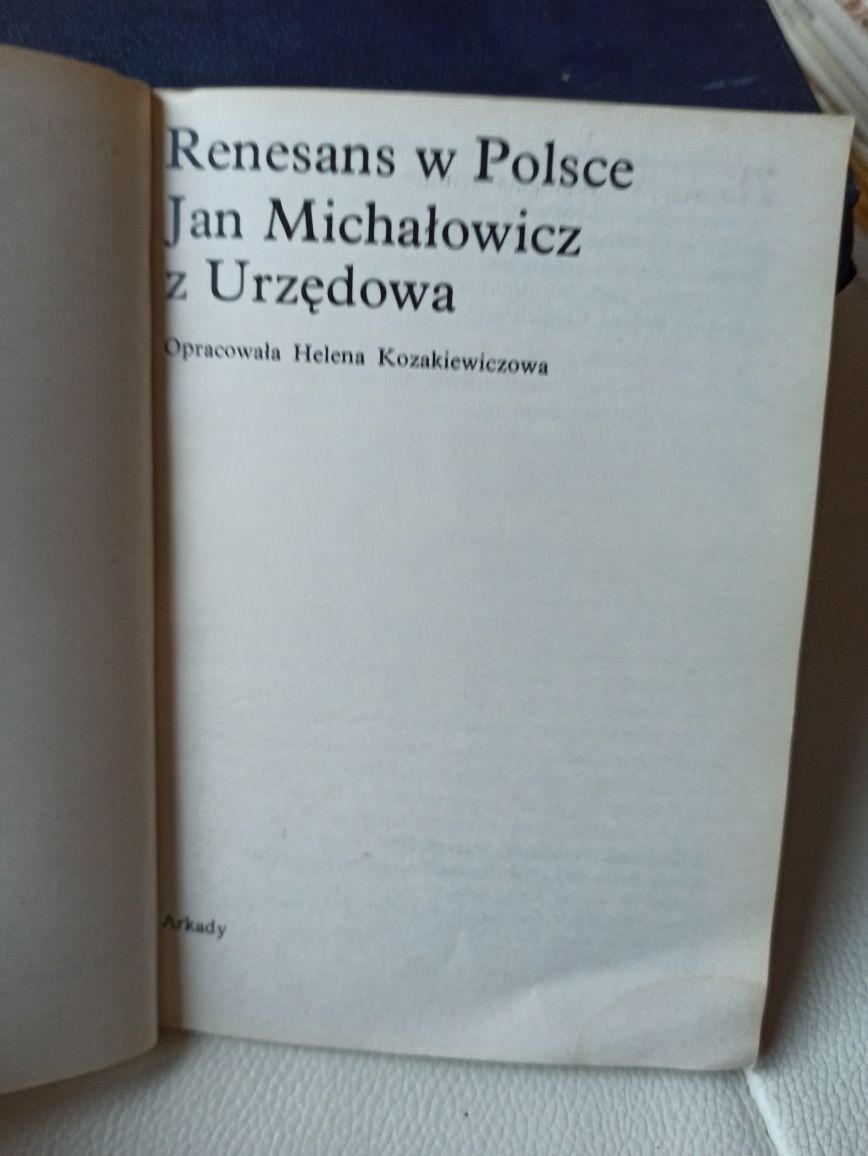 Renesans w Polsce
Jan Michałowicz
z Urzędowa
Opracowała Helena Kozakiewiczowa
Arkady